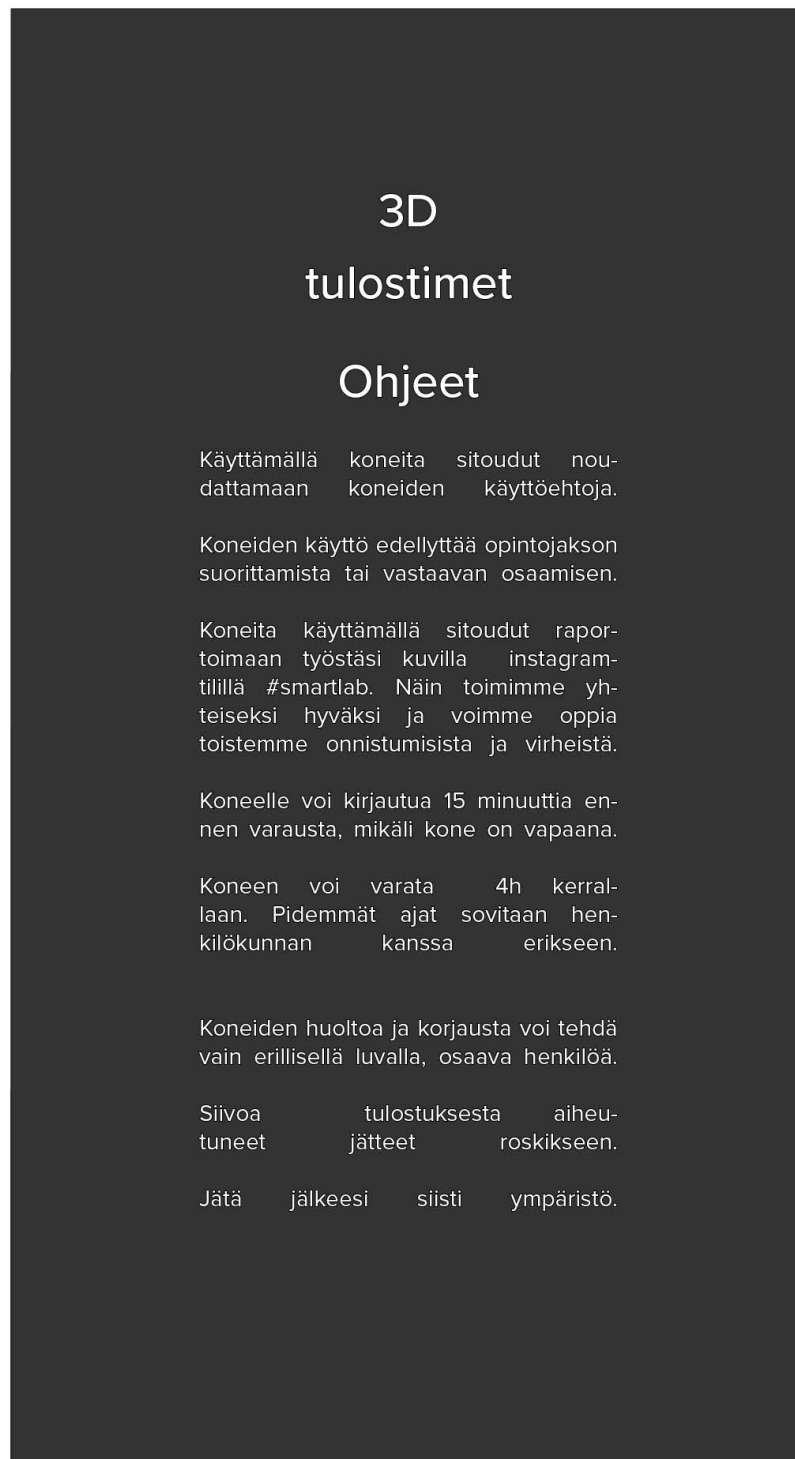 3D
tulostimet
Ohjeet
Käyttämällä koneita sitoudut nou-
dattamaan koneiden käyttöehtoja.
Koneiden käyttö edellyttää opintojakson
suorittamista tai vastaavan osaamisen.
Koneita käyttämällä sitoudut rapor-
toimaan työstäsi kuvilla instagram-
tilillä #smartlab. Näin toimimme yh-
teiseksi hyväksi ja voimme oppia
toistemme onnistumisista ja virheistä.
Koneelle voi kirjautua 15 minuuttia en-
nen varausta, mikäli kone on vapaana.
Koneen voi varata 4h kerral-
laan. Pidemmät ajat sovitaan hen-
kilökunnan kanssa erikseen.
Koneiden huoltoa ja korjausta voi tehdä
vain erillisellä luvalla, osaava henkilöä.
Siivoa tulostuksesta aiheu-
tuneet jätteet roskikseen.
Jätä jälkeesi siisti ympäristö.